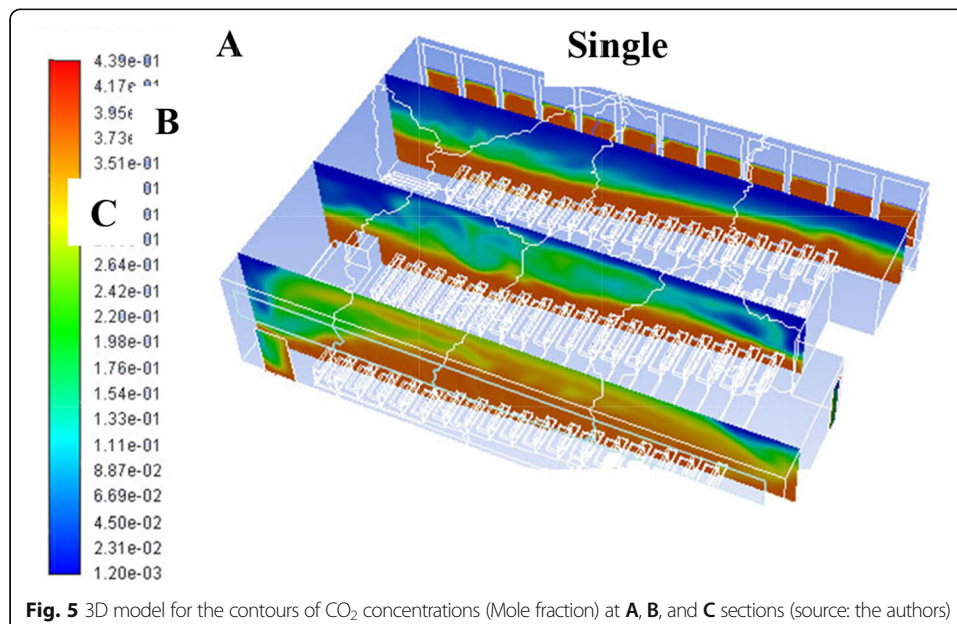 A
Single
4.39e-01
4.17e-01
3.95e
B
3.73e
3.51e-01
01
C
01
01
2.64e-01
2.42e-01
2.20e-01
1.98e-01
1.76e-01
1.54e-01
1.33e-01
1.11e-01
8.87e-02
6.69e-02
4.50e-02
2.31e-02
1.20e-03
Fig. 5 3D model for the contours of CO2 concentrations (Mole fraction) at A, B, and C sections (source: the authors)